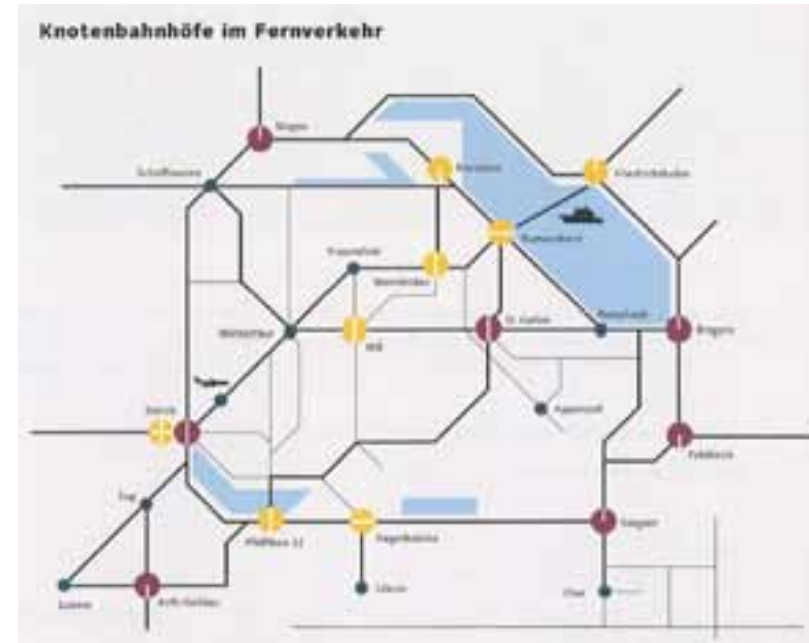 Knotenbahnhöfe im Fernverkehr
Singen
Schaffhausen
Konstanz
Friedrichshafen
Romanshorn
Frauenfeld
Weinfelden
Winterthur
Wil
St. Gallen
Rorschach
Bregenz
Zürich
Appenzell
Feldkirch
Zug
Pfäffikon SZ
Ziegelbrücke
Sargans
Luzern
Arth-Goldau
Glarus
Chur